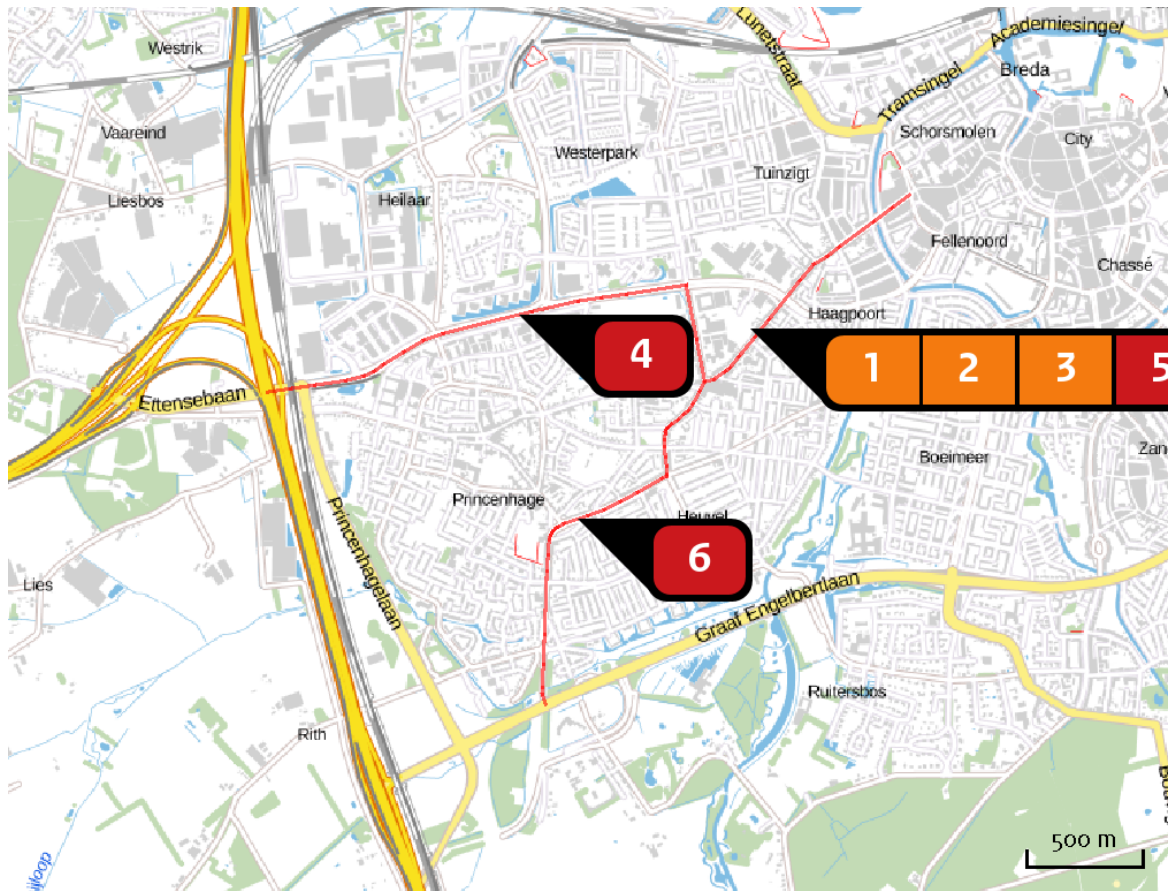 Westrik
Lunetstraat
Academiesingel
Breda
Vaareind
Westerpark
Tramsingel
Schorsmolen
City
Tuinzigt
Liesbos
Heilaar
Fellenoord
Chassé
Haagpoort
4
1 2 3 5
Ettensebaan
Boeimeer
Princenhage
Heuvel
6
Princenhagelaan
Lies
Graaf Engelbertlaan
Ruitersbos
Rith
500 m